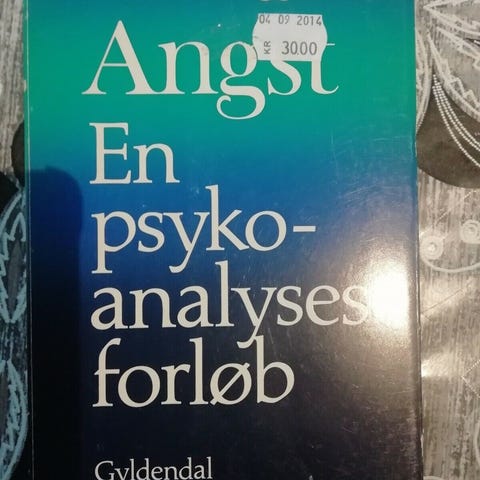 04 09 2014
KR 30.00
Angst
En
psyko-
analyses
forløb
Gyldendal